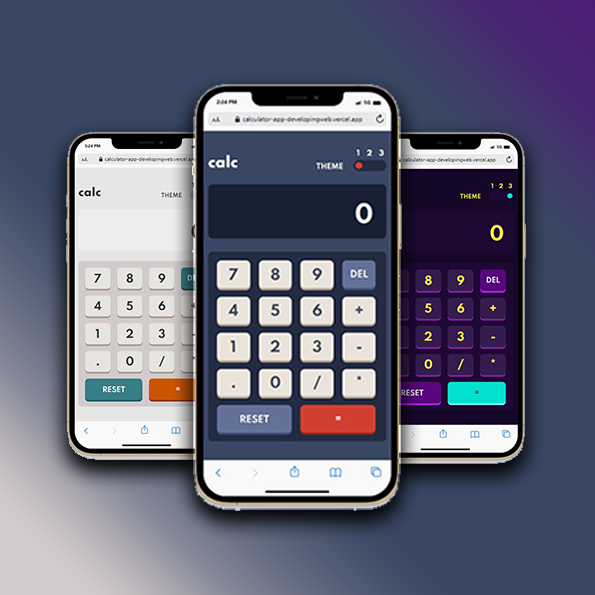 2:24 PM 5G
AA calculator-app-developingweb.vercel.app
1 2 3
calc THEME
0
7 8 9 DEL
4 5 6 +
1 2 3 -
. 0 / *
RESET =
5:24 PM
AA calculator-app-developingweb.vercel.app
calc THEME
7 8 9
4 5 6
1 2 3
. 0 /
RESET =
5G
calculator-app-developingweb.vercel.app
1 2 3
THEME
0
8 9 DEL
5 6 +
2 3 -
0 / *
RESET =